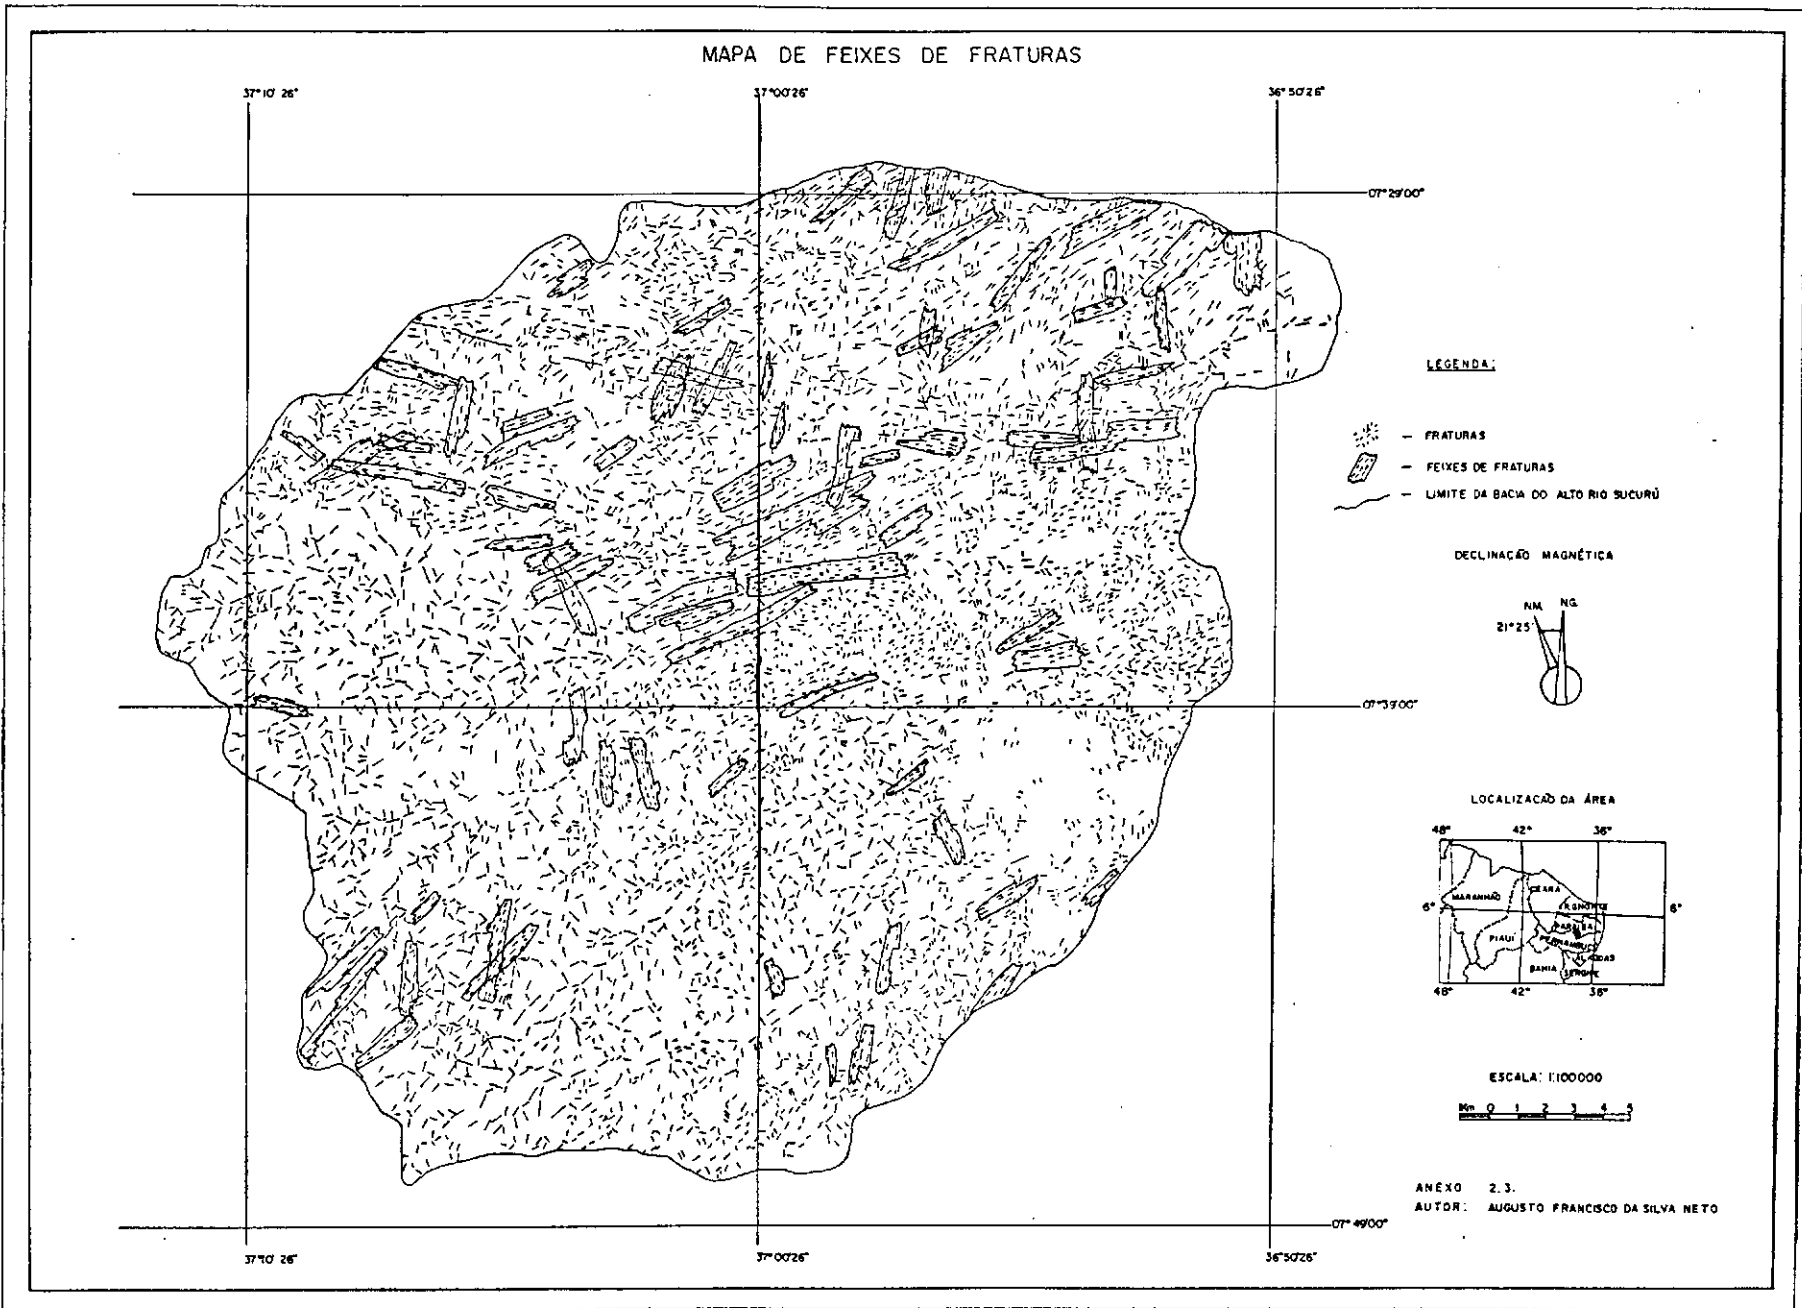 MAPA DE FEIXES DE FRATURAS
37°10'26" 37°00'26" 36°50'26"
07°29'00"
LEGENDA:
- FRATURAS
- FEIXES DE FRATURAS
- LIMITE DA BACIA DO ALTO RIO SUCURÚ
DECLINAÇÃO MAGNÉTICA
NM NG
21°25'
07°39'00"
LOCALIZAÇÃO DA ÁREA
48° 42° 36°
MARANHÃO
CEARÁ
6° 6°
PARAÍBA
PIAUÍ
PERNAMBUCO
ALAGOAS
BAHIA
SERGIPE
48° 42° 36°
ESCALA: 1:100000
1Km 0 1 2 3 4 5
ANEXO 2.3.
AUTOR: AUGUSTO FRANCISCO DA SILVA NETO
07°49'00"
37°10'26" 37°00'26" 36°50'26"